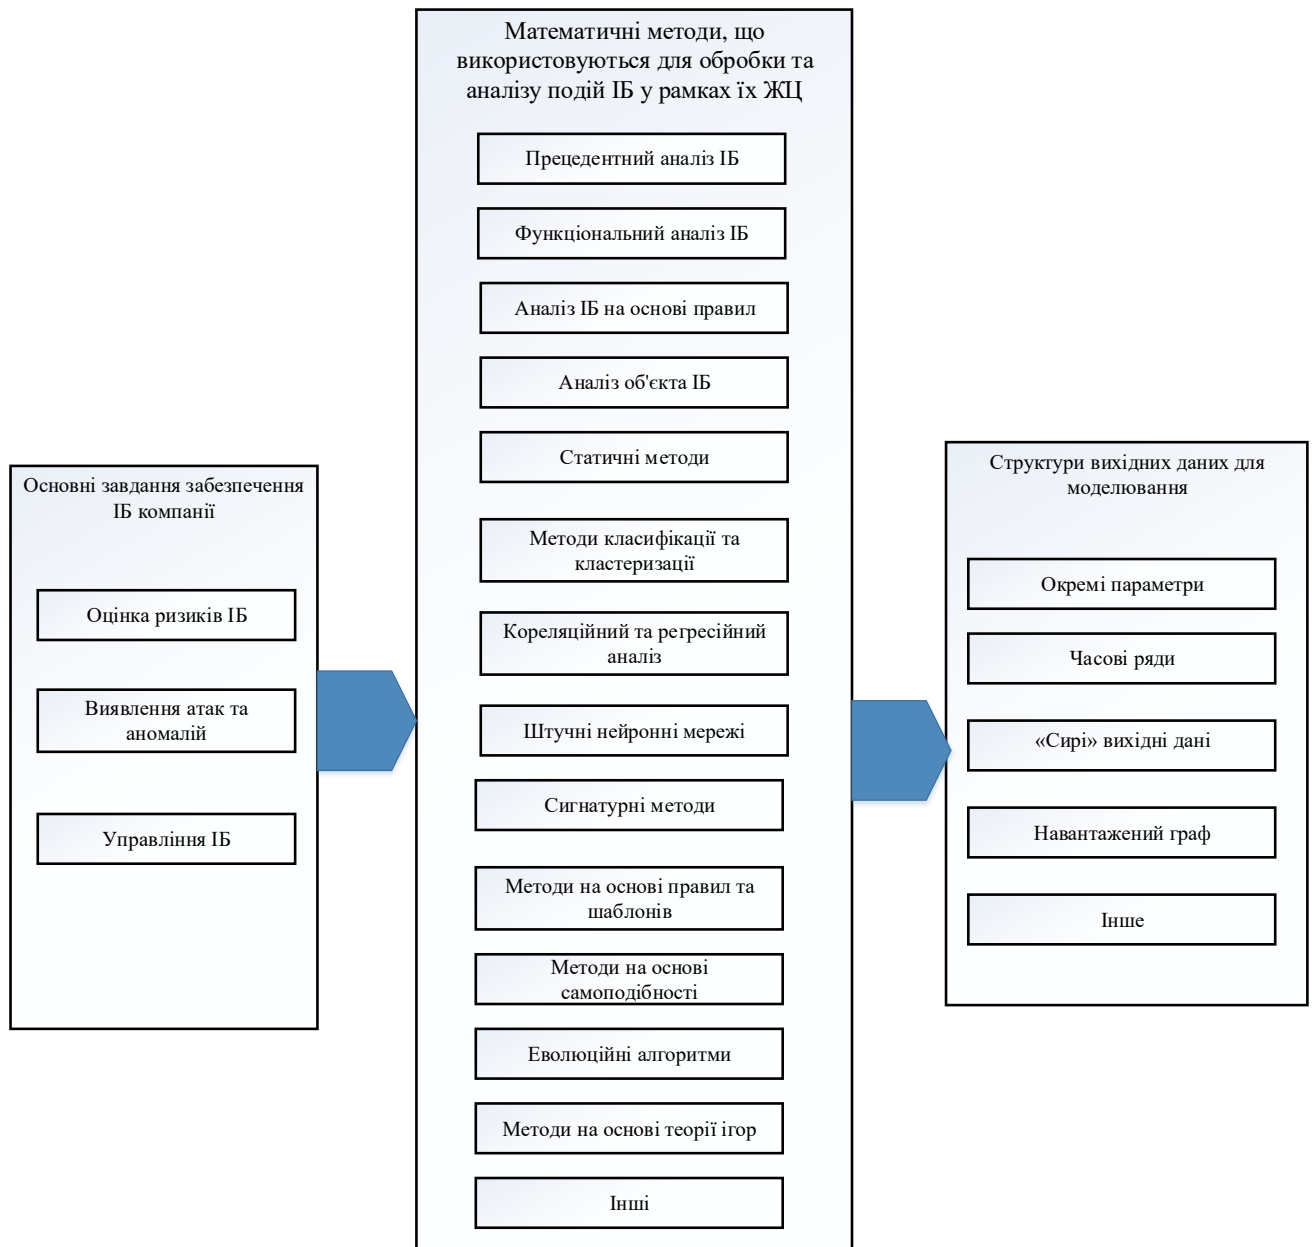 Математичні методи, що
використовуються для обробки та
аналізу подій ІБ у рамках їх ЖЦ
Прецедентний аналіз ІБ
Функціональний аналіз ІБ
Аналіз ІБ на основі правил
Аналіз об'єкта ІБ
Статичні методи
Методи класифікації та
кластеризації
Кореляційний та регресійний
аналіз
Штучні нейронні мережі
Сигнатурні методи
Методи на основі правил та
шаблонів
Методи на основі
самоподібності
Еволюційні алгоритми
Методи на основі теорії ігор
Інші
Основні завдання забезпечення
ІБ компанії
Оцінка ризиків ІБ
Виявлення атак та
аномалій
Управління ІБ
Структури вихідних даних для
моделювання
Окремі параметри
Часові ряди
«Сирі» вихідні дані
Навантажений граф
Інше